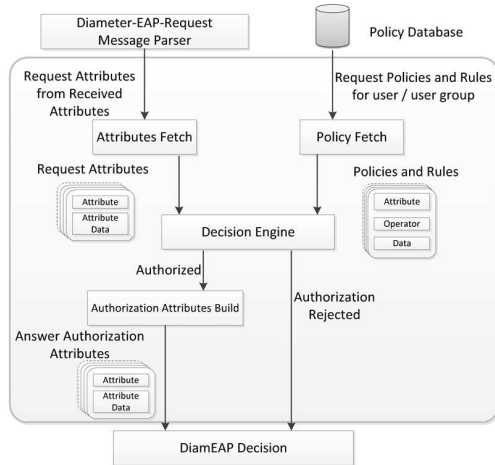 Diameter-EAP-Request
Message Parser
Policy Database
Request Attributes
from Received
Attributes
Request Policies and Rules
for user / user group
Attributes Fetch
Policy Fetch
Request Attributes
Attribute
Attribute
Data
Policies and Rules
Attribute
Operator
Data
Decision Engine
Authorized
Authorization Attributes Build
Authorization
Rejected
Answer Authorization
Attributes
Attribute
Attribute
Data
DiamEAP Decision